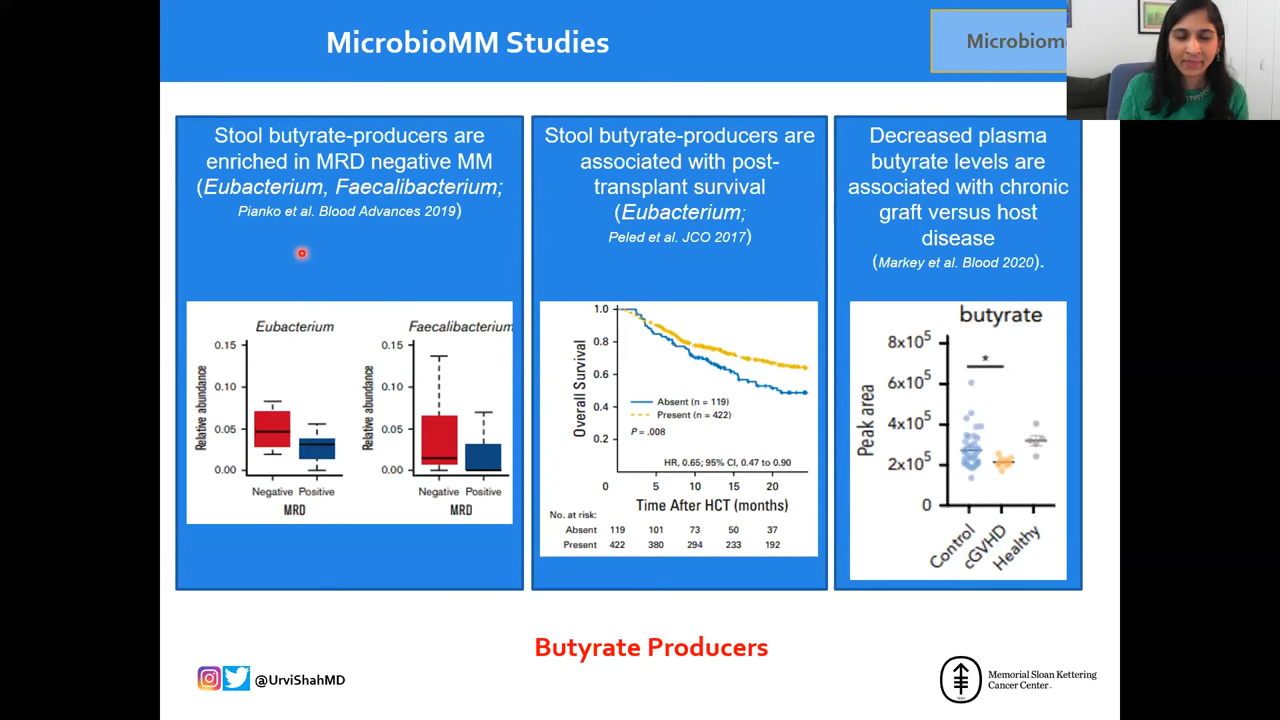 MicrobioMM Studies
Microbiom
Stool butyrate-producers are
enriched in MRD negative MM
(Eubacterium, Faecalibacterium;
Pianko et al. Blood Advances 2019)
Eubacterium
Faecalibacterium
Relative abundance
0.15
0.10
0.05
0.00
Negative Positive
MRD
Relative abundance
0.15
0.10
0.05
0.00
Negative Positive
MRD
Stool butyrate-producers are
associated with post-
transplant survival
(Eubacterium;
Peled et al. JCO 2017)
Overall Survival
1.0
0.8
0.6
0.4
0.2
Absent (n = 119)
Present (n = 422)
P = .008
HR, 0.65; 95% CI, 0.47 to 0.90
0 5 10 15 20
Time After HCT (months)
No. at risk:
Absent 119 101 73 50 37
Present 422 380 294 233 192
Decreased plasma
butyrate levels are
associated with chronic
graft versus host
disease
(Markey et al. Blood 2020).
butyrate
Peak area
8x10⁵
6x10⁵
4x10⁵
2x10⁵
0
*
Control cGVHD Healthy
Butyrate Producers
@UrviShahMD
Memorial Sloan Kettering
Cancer Center